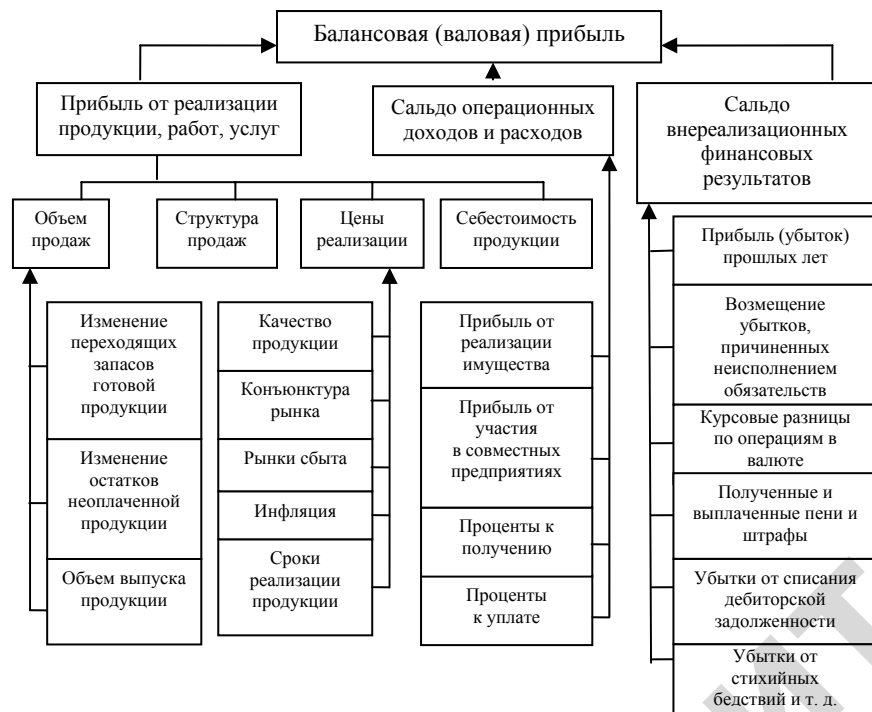 Балансовая (валовая) прибыль
Прибыль от реализации
продукции, работ, услуг
Сальдо операционных
доходов и расходов
Сальдо
внереализационных
финансовых
результатов
Объем
продаж
Структура
продаж
Цены
реализации
Себестоимость
продукции
Изменение
переходящих
запасов
готовой
продукции
Изменение
остатков
неоплаченной
продукции
Объем выпуска
продукции
Качество
продукции
Конъюнктура
рынка
Рынки сбыта
Инфляция
Сроки
реализации
продукции
Прибыль от
реализации
имущества
Прибыль от
участия
в совместных
предприятиях
Проценты к
получению
Проценты
к уплате
Прибыль (убыток)
прошлых лет
Возмещение
убытков,
причиненных
неисполнением
обязательств
Курсовые разницы
по операциям в
валюте
Полученные и
выплаченные пени и
штрафы
Убытки от списания
дебиторской
задолженности
Убытки от
стихийных
бедствий и т. д.